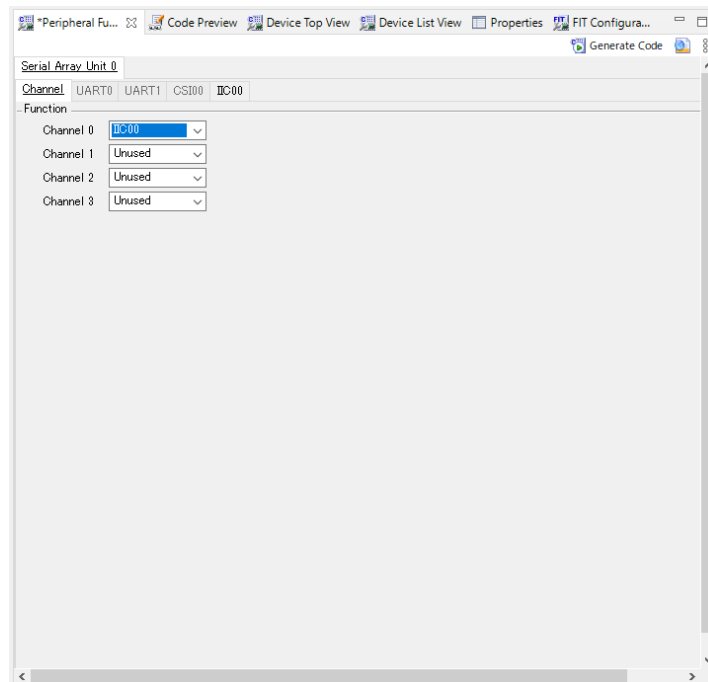 *Peripheral Fu... Code Preview Device Top View Device List View Properties FIT Configura...
Generate Code
Serial Array Unit 0
Channel UART0 UART1 CSI00 IIC00
Function
Channel 0 IIC00
Channel 1 Unused
Channel 2 Unused
Channel 3 Unused